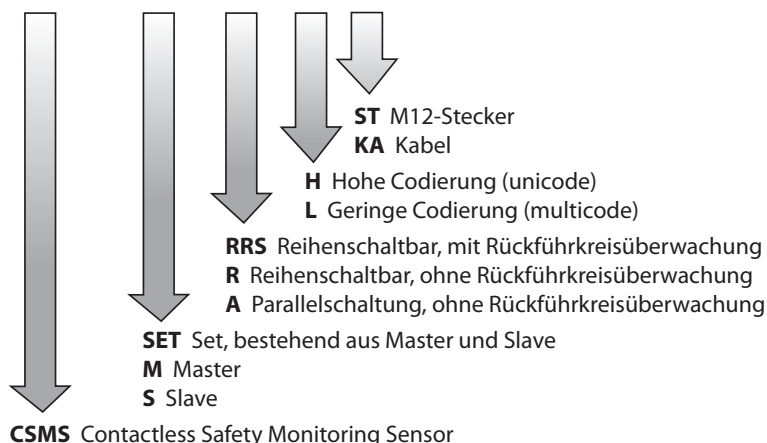 ST M12-Stecker
KA Kabel
H Hohe Codierung (unicode)
L Geringe Codierung (multicode)
RRS Reihenschaltbar, mit Rückführkreisüberwachung
R Reihenschaltbar, ohne Rückführkreisüberwachung
A Parallelschaltung, ohne Rückführkreisüberwachung
SET Set, bestehend aus Master und Slave
M Master
S Slave
CSMS Contactless Safety Monitoring Sensor